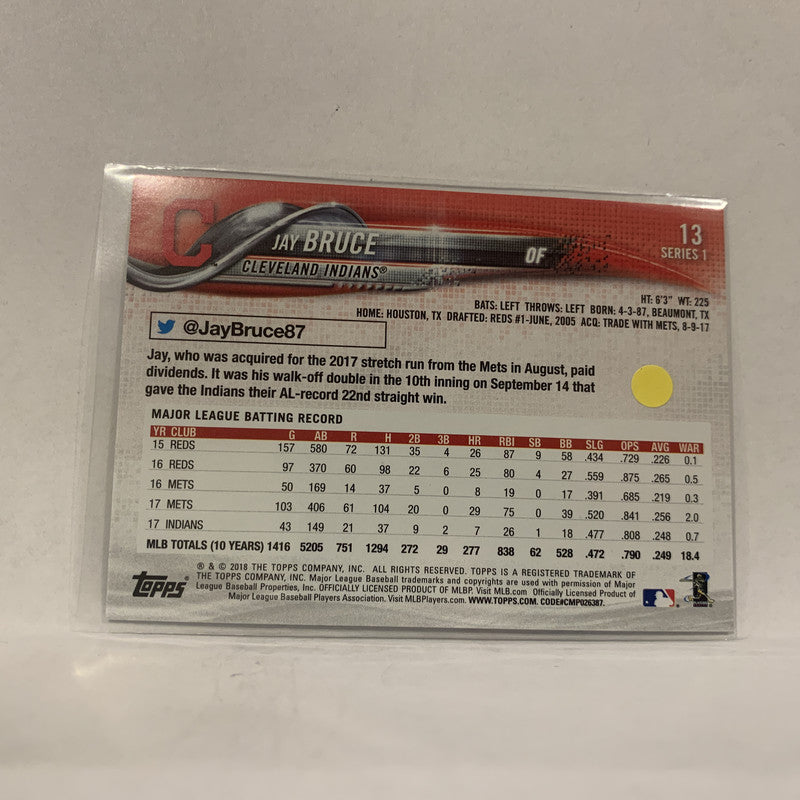 C
JAY BRUCE
OF
CLEVELAND INDIANS®
13
SERIES 1
HT: 6'3" WT: 225
BATS: LEFT THROWS: LEFT BORN: 4-3-87, BEAUMONT, TX
HOME: HOUSTON, TX DRAFTED: REDS #1-JUNE, 2005 ACQ: TRADE WITH METS, 8-9-17
@JayBruce87
Jay, who was acquired for the 2017 stretch run from the Mets in August, paid
dividends. It was his walk-off double in the 10th inning on September 14 that
gave the Indians their AL-record 22nd straight win.
MAJOR LEAGUE BATTING RECORD
YR CLUB G AB R H 2B 3B HR RBI SB BB SLG OPS AVG WAR
15 REDS 157 580 72 131 35 4 26 87 9 58 .434 .729 .226 0.1
16 REDS 97 370 60 98 22 6 25 80 4 27 .559 .875 .265 0.5
16 METS 50 169 14 37 5 0 8 19 0 17 .391 .685 .219 0.3
17 METS 103 406 61 104 20 0 29 75 0 39 .520 .841 .256 2.0
17 INDIANS 43 149 21 37 9 2 7 26 1 18 .477 .808 .248 0.7
MLB TOTALS (10 YEARS) 1416 5205 751 1294 272 29 277 838 62 528 .472 .790 .249 18.4
® & © 2018 THE TOPPS COMPANY, INC. ALL RIGHTS RESERVED. TOPPS IS A REGISTERED TRADEMARK OF
THE TOPPS COMPANY, INC. Major League Baseball trademarks and copyrights are used with permission of Major
League Baseball Properties, Inc. OFFICIALLY LICENSED PRODUCT OF MLBP. Visit MLB.com Officially Licensed Product of
Major League Baseball Players Association. Visit MLBPlayers.com. WWW.TOPPS.COM. CODE#CMP026387.
TOPPS®